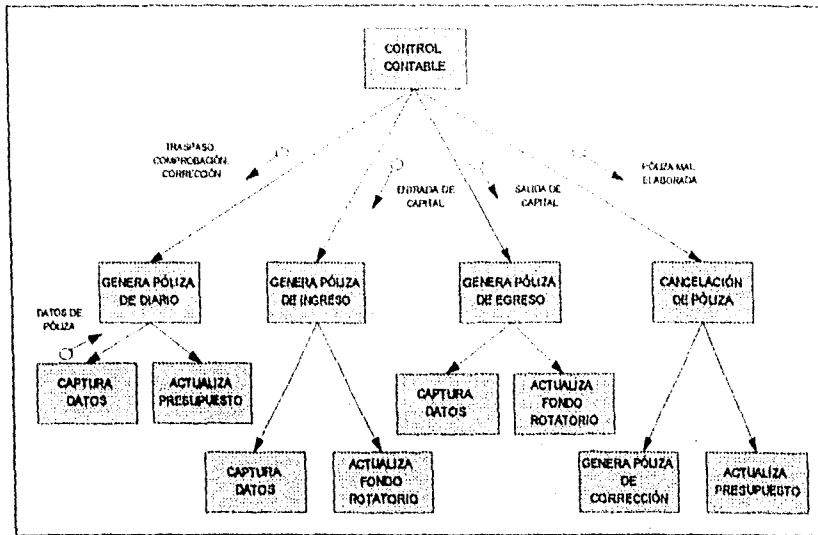 CONTROL
CONTABLE
TRASPASO,
COMPROBACIÓN,
CORRECCIÓN
ENTRADA DE
CAPITAL
SALIDA DE
CAPITAL
PÓLIZA MAL
ELABORADA
GENERA PÓLIZA
DE DIARIO
GENERA PÓLIZA
DE INGRESO
GENERA PÓLIZA
DE EGRESO
CANCELACIÓN
DE PÓLIZA
DATOS DE
PÓLIZA
CAPTURA
DATOS
ACTUALIZA
PRESUPUESTO
CAPTURA
DATOS
ACTUALIZA
FONDO
ROTATORIO
CAPTURA
DATOS
ACTUALIZA
FONDO
ROTATORIO
GENERA PÓLIZA
DE
CORRECCIÓN
ACTUALIZA
PRESUPUESTO